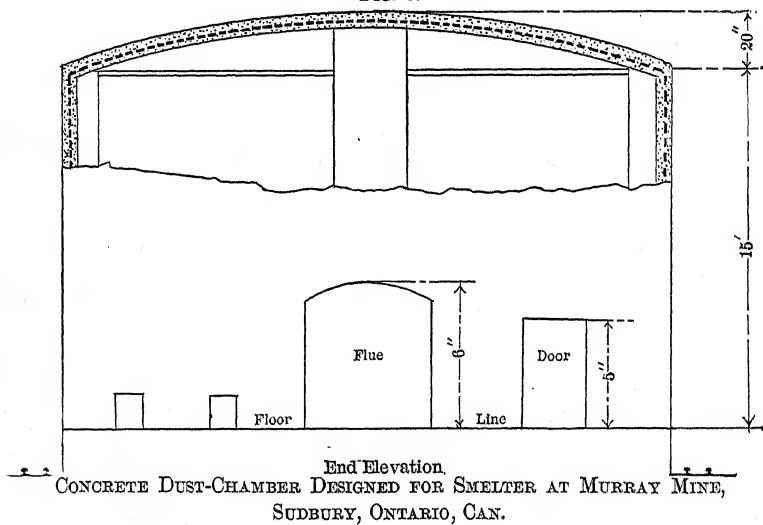 20"
15'
6"
5"
Flue
Door
Floor
Line
End Elevation.
CONCRETE DUST-CHAMBER DESIGNED FOR SMELTER AT MURRAY MINE,
SUDBURY, ONTARIO, CAN.